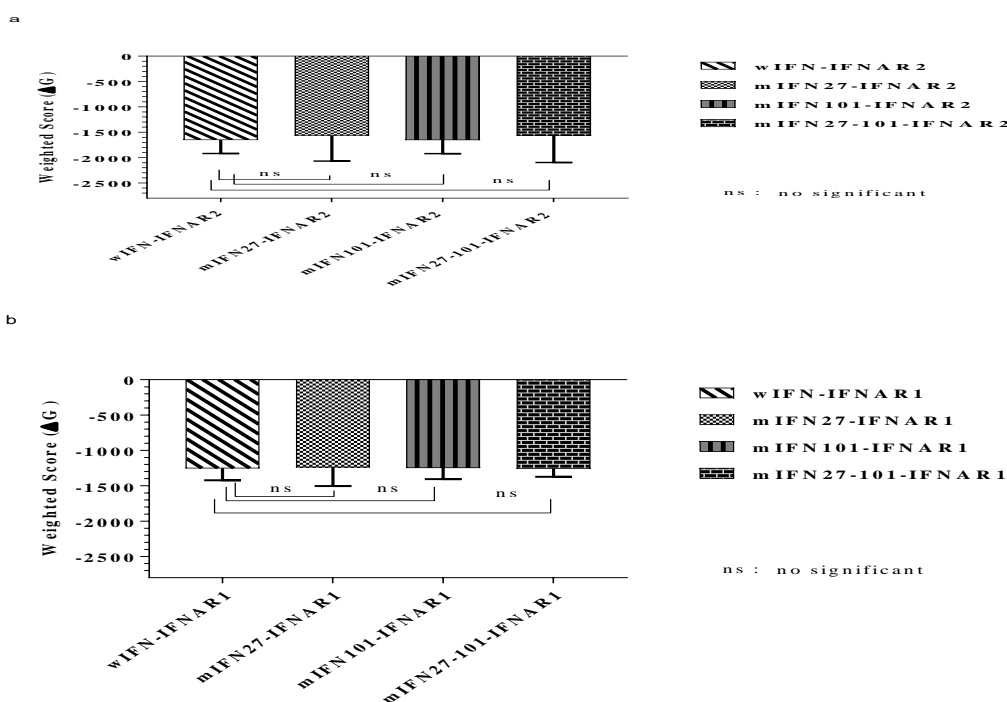 a
Weighted Score (▲G)
0
-500
-1000
-1500
-2000
-2500
ns
ns
ns
wIFN-IFNAR2
mIFN27-IFNAR2
mIFN101-IFNAR2
mIFN27-101-IFNAR2
wIFN-IFNAR2
mIFN27-IFNAR2
mIFN101-IFNAR2
mIFN27-101-IFNAR2
ns : no significant
b
Weighted Score (▲G)
0
-500
-1000
-1500
-2000
-2500
ns
ns
ns
wIFN-IFNAR1
mIFN27-IFNAR1
mIFN101-IFNAR1
mIFN27-101-IFNAR1
wIFN-IFNAR1
mIFN27-IFNAR1
mIFN101-IFNAR1
mIFN27-101-IFNAR1
ns : no significant